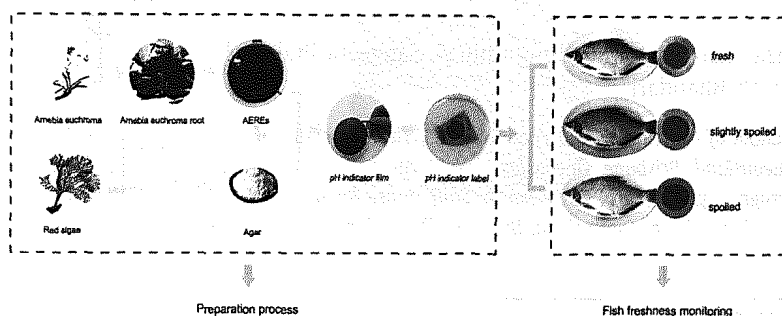 Arnebia euchroma
Arnebia euchroma root
AEREs
pH indicator film
pH indicator label
Red algae
Agar
fresh
slightly spoiled
spoiled
Preparation process
Fish freshness monitoring